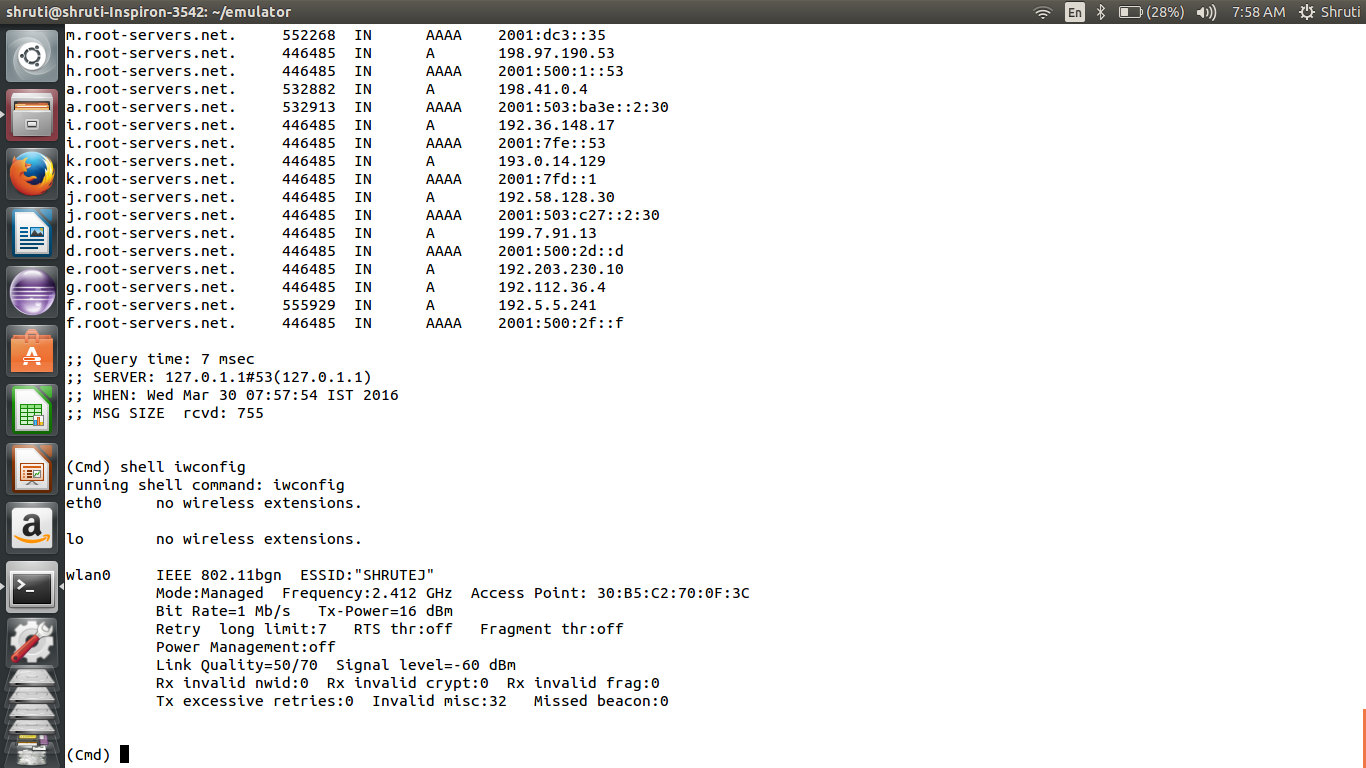 shruti@shruti-Inspiron-3542: ~/emulator
En (28%) 7:58 AM Shruti
m.root-servers.net. 552268 IN AAAA 2001:dc3::35
h.root-servers.net. 446485 IN A 198.97.190.53
h.root-servers.net. 446485 IN AAAA 2001:500:1::53
a.root-servers.net. 532882 IN A 198.41.0.4
a.root-servers.net. 532913 IN AAAA 2001:503:ba3e::2:30
i.root-servers.net. 446485 IN A 192.36.148.17
i.root-servers.net. 446485 IN AAAA 2001:7fe::53
k.root-servers.net. 446485 IN A 193.0.14.129
k.root-servers.net. 446485 IN AAAA 2001:7fd::1
j.root-servers.net. 446485 IN A 192.58.128.30
j.root-servers.net. 446485 IN AAAA 2001:503:c27::2:30
d.root-servers.net. 446485 IN A 199.7.91.13
d.root-servers.net. 446485 IN AAAA 2001:500:2d::d
e.root-servers.net. 446485 IN A 192.203.230.10
g.root-servers.net. 446485 IN A 192.112.36.4
f.root-servers.net. 555929 IN A 192.5.5.241
f.root-servers.net. 446485 IN AAAA 2001:500:2f::f
;; Query time: 7 msec
;; SERVER: 127.0.1.1#53(127.0.1.1)
;; WHEN: Wed Mar 30 07:57:54 IST 2016
;; MSG SIZE  rcvd: 755
(Cmd) shell iwconfig
running shell command: iwconfig
eth0      no wireless extensions.
lo        no wireless extensions.
wlan0     IEEE 802.11bgn  ESSID:"SHRUTEJ"
Mode:Managed  Frequency:2.412 GHz  Access Point: 30:B5:C2:70:0F:3C
Bit Rate=1 Mb/s   Tx-Power=16 dBm
Retry  long limit:7   RTS thr:off   Fragment thr:off
Power Management:off
Link Quality=50/70  Signal level=-60 dBm
Rx invalid nwid:0  Rx invalid crypt:0  Rx invalid frag:0
Tx excessive retries:0  Invalid misc:32   Missed beacon:0
(Cmd)